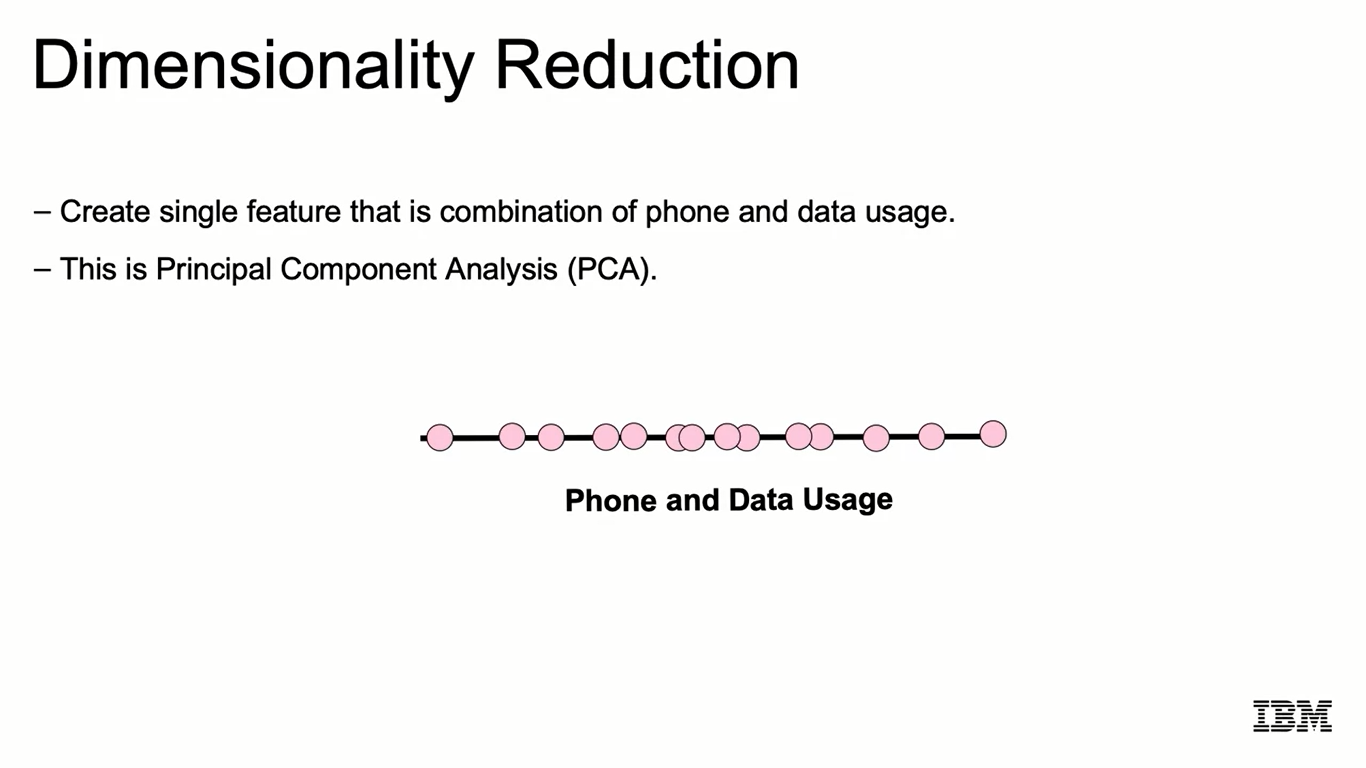 Dimensionality Reduction
– Create single feature that is combination of phone and data usage.
– This is Principal Component Analysis (PCA).
Phone and Data Usage
IBM